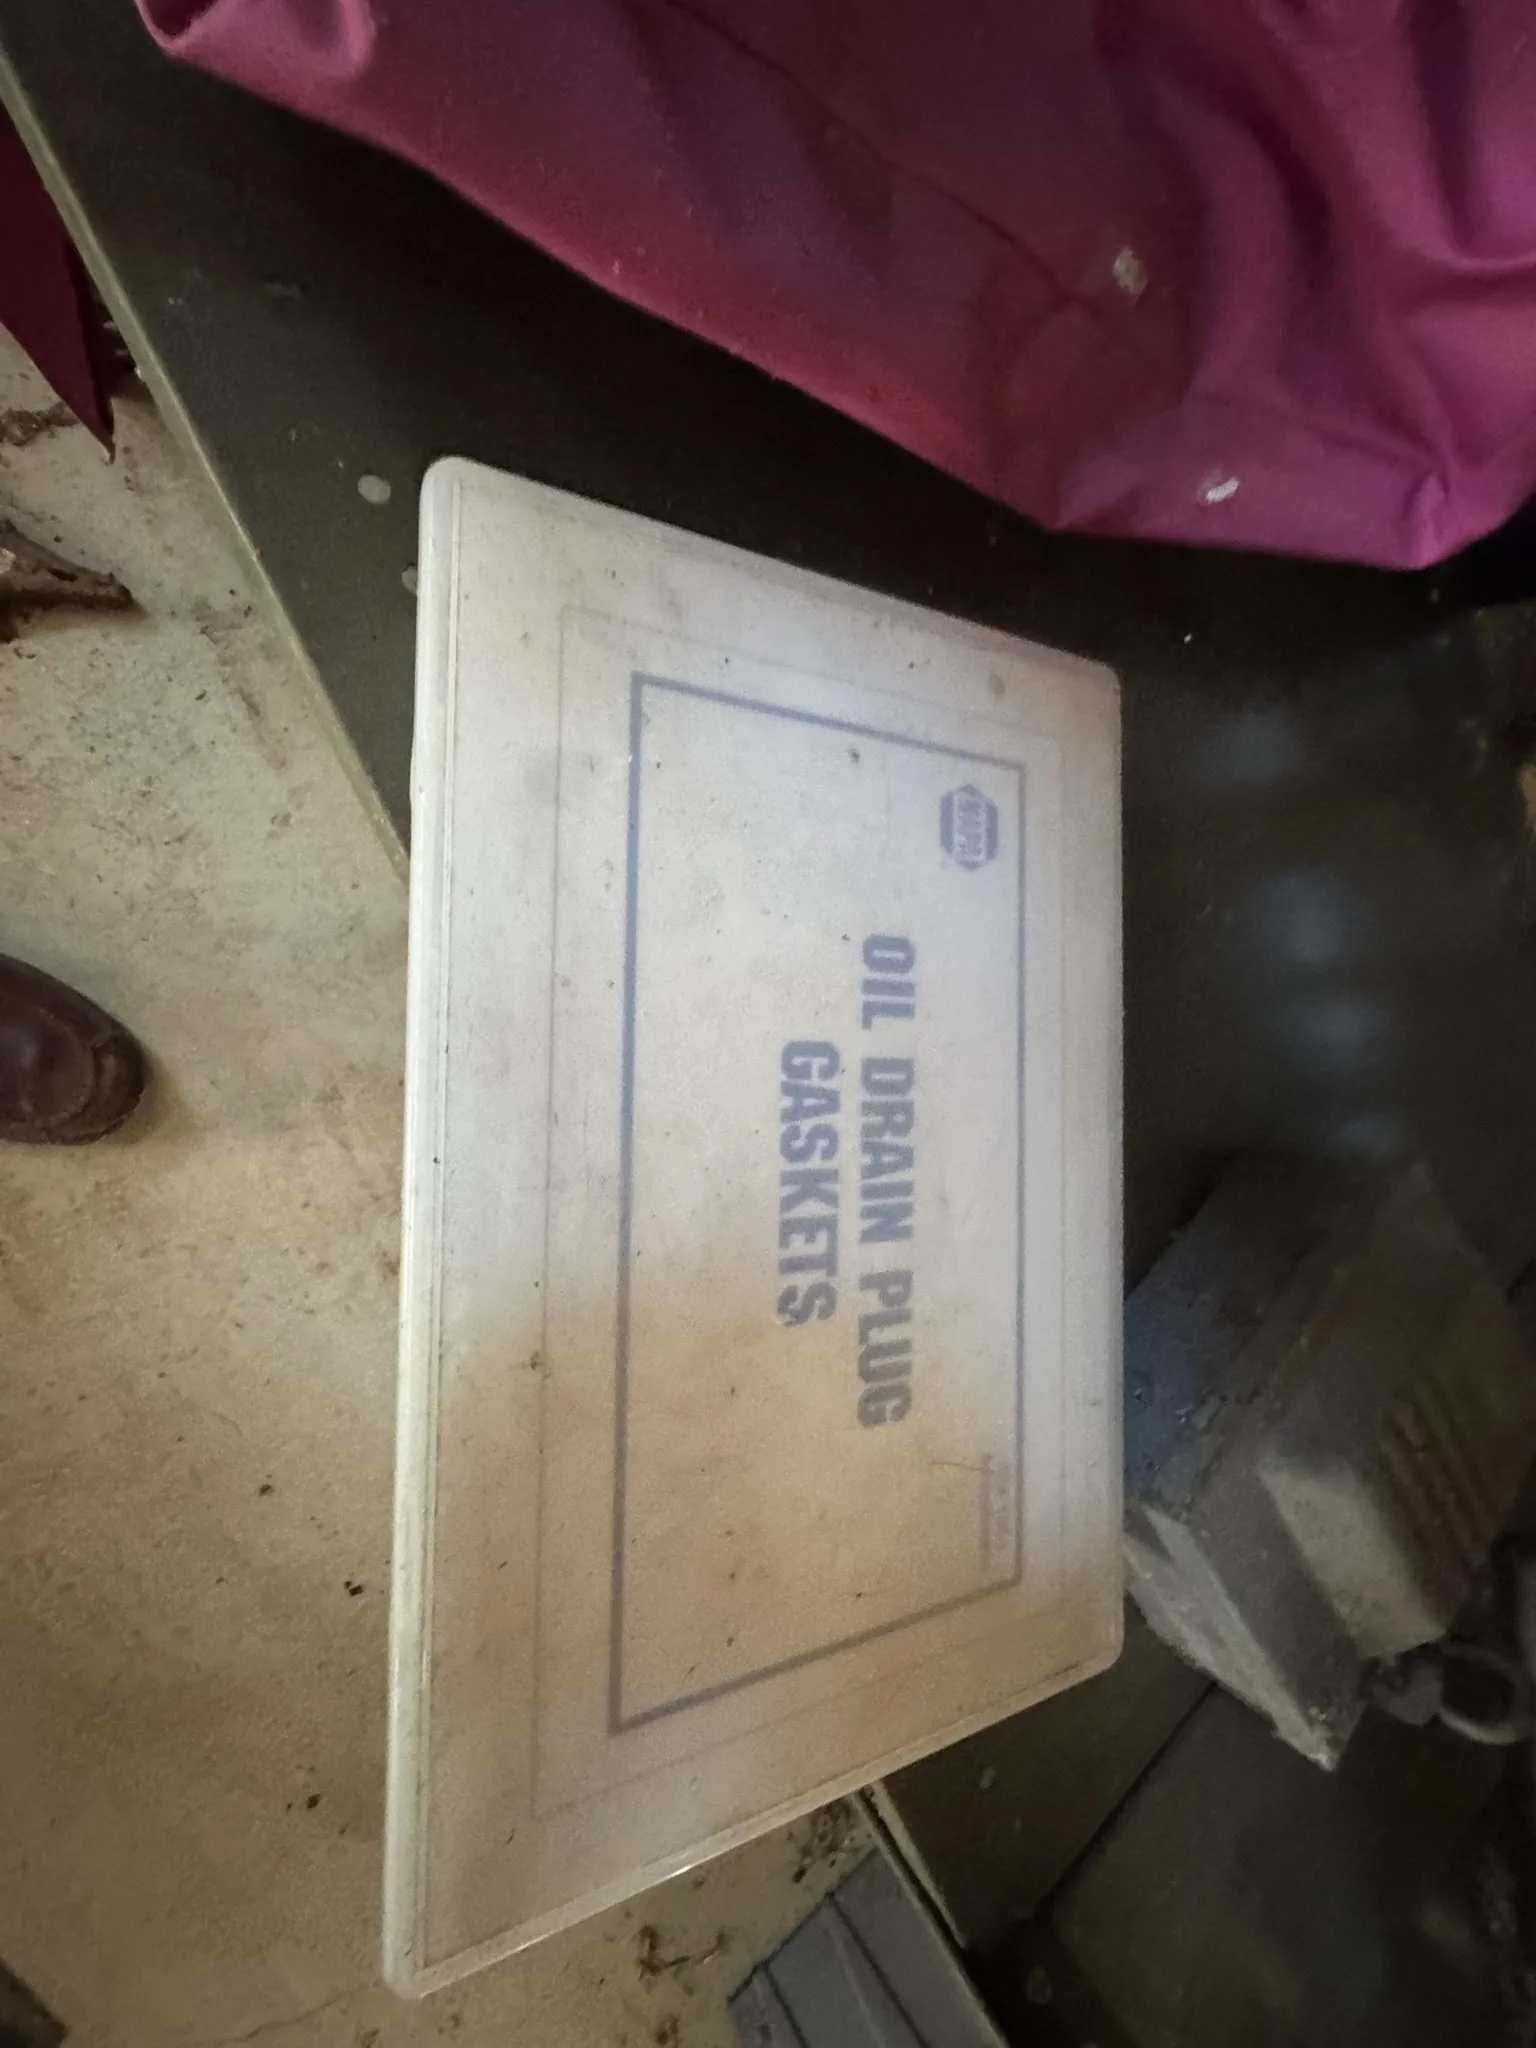 NAPA
OIL DRAIN PLUG
GASKETS